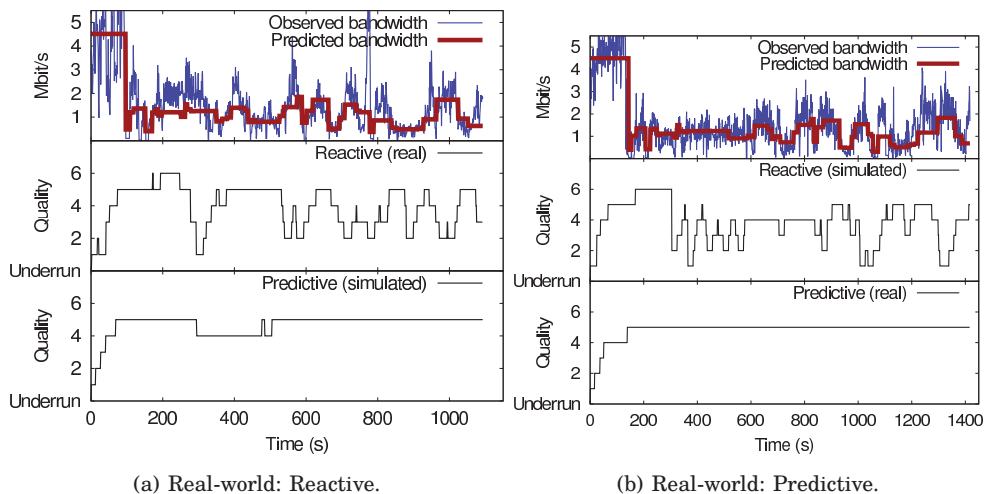 Observed bandwidth
Predicted bandwidth
Mbit/s
5
4
3
2
1
Reactive (real)
Quality
6
4
2
Underrun
Predictive (simulated)
Quality
6
4
2
Underrun
0 200 400 600 800 1000
Time (s)
(a) Real-world: Reactive.
Observed bandwidth
Predicted bandwidth
Mbit/s
5
4
3
2
1
Reactive (simulated)
Quality
6
4
2
Underrun
Predictive (real)
Quality
6
4
2
Underrun
0 200 400 600 800 1000 1200 1400
Time (s)
(b) Real-world: Predictive.